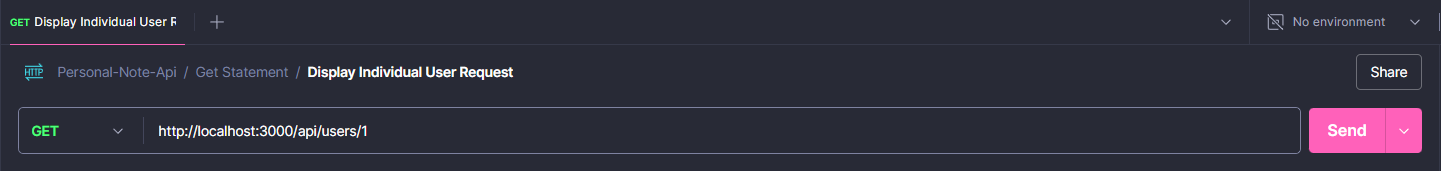 GET Display Individual User R
No environment
HTTP Personal-Note-Api / Get Statement / Display Individual User Request
Share
GET http://localhost:3000/api/users/1
Send